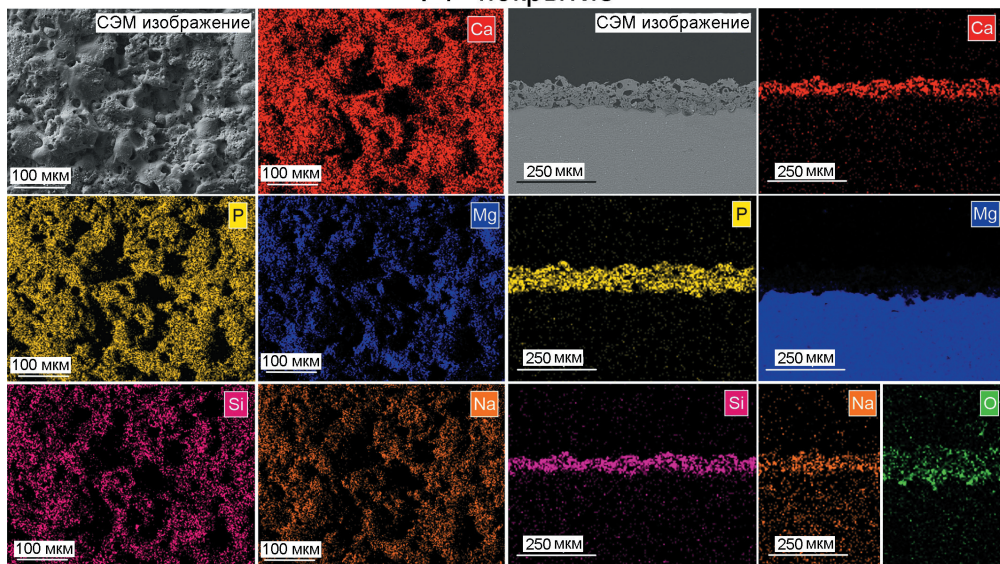 покрытие
СЭМ изображение
Ca
СЭМ изображение
Ca
100 мкм
100 мкм
250 мкм
250 мкм
P
Mg
P
Mg
100 мкм
100 мкм
250 мкм
250 мкм
Si
Na
Si
Na
O
100 мкм
100 мкм
250 мкм
250 мкм